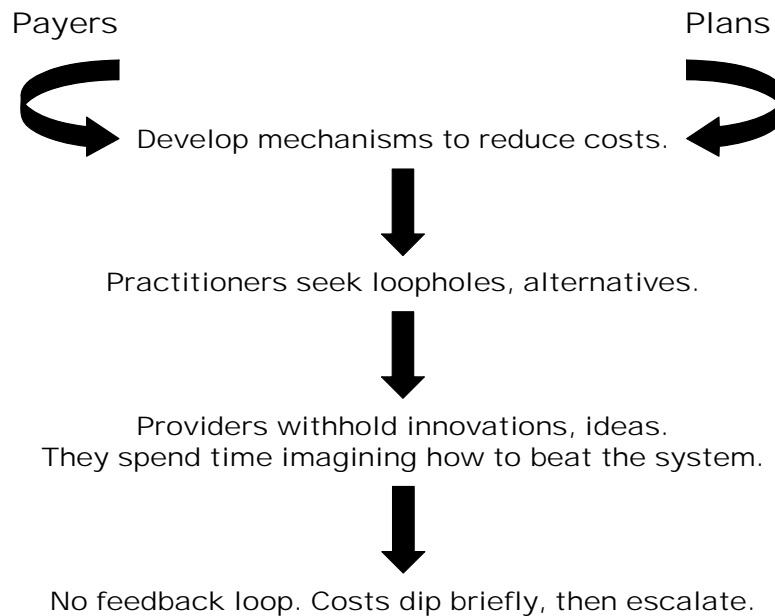 Payers
Plans
Develop mechanisms to reduce costs.
Practitioners seek loopholes, alternatives.
Providers withhold innovations, ideas.
They spend time imagining how to beat the system.
No feedback loop. Costs dip briefly, then escalate.